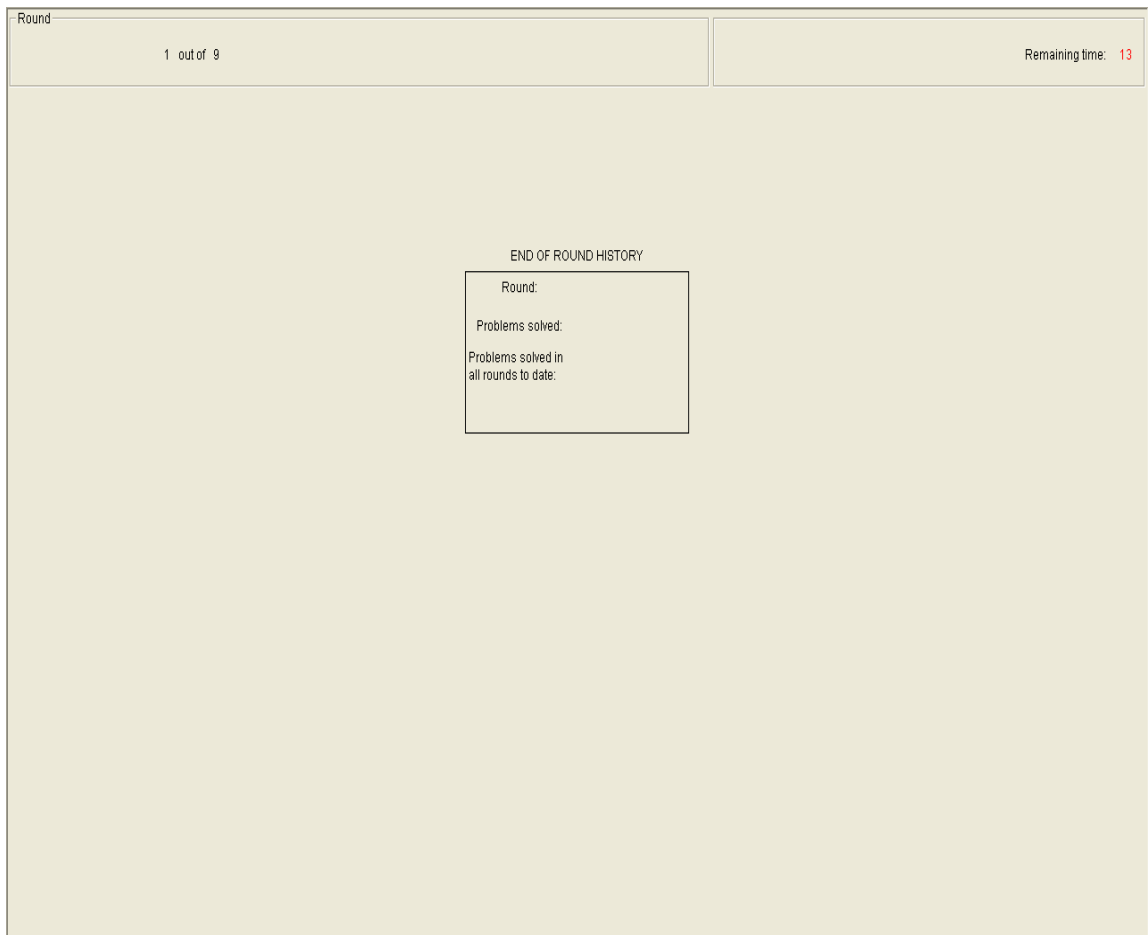 Round
1 out of 9
Remaining time: 13
END OF ROUND HISTORY
Round:
Problems solved:
Problems solved in
all rounds to date: